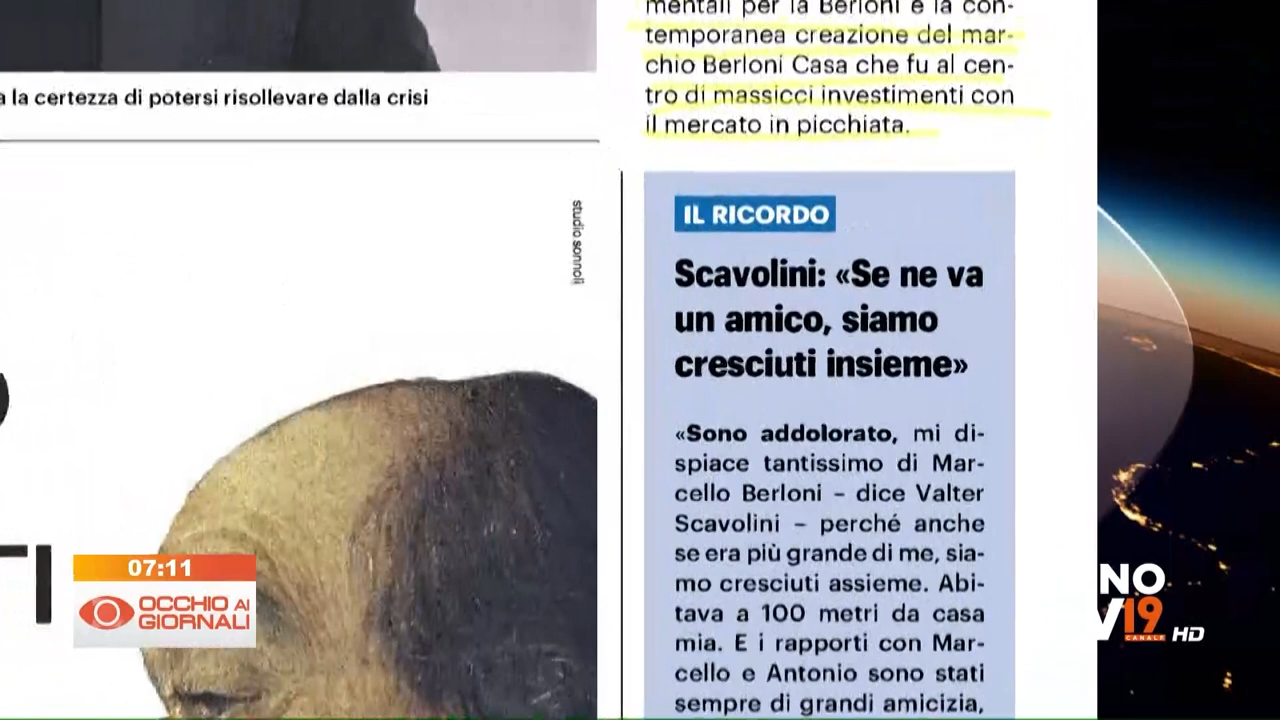 mentali per la Berloni e la con-
temporanea creazione del mar-
chio Berloni Casa che fu al cen-
tro di massicci investimenti con
il mercato in picchiata.
a la certezza di potersi risollevare dalla crisi
studio sonnoli
IL RICORDO
Scavolini: «Se ne va
un amico, siamo
cresciuti insieme»
«Sono addolorato, mi di-
spiace tantissimo di Mar-
cello Berloni – dice Valter
Scavolini – perché anche
se era più grande di me, sia-
mo cresciuti assieme. Abi-
tava a 100 metri da casa
mia. E i rapporti con Mar-
cello e Antonio sono stati
sempre di grandi amicizia,
TI
07:11
OCCHIO AI
GIORNALI
NO
V19
CANALE HD